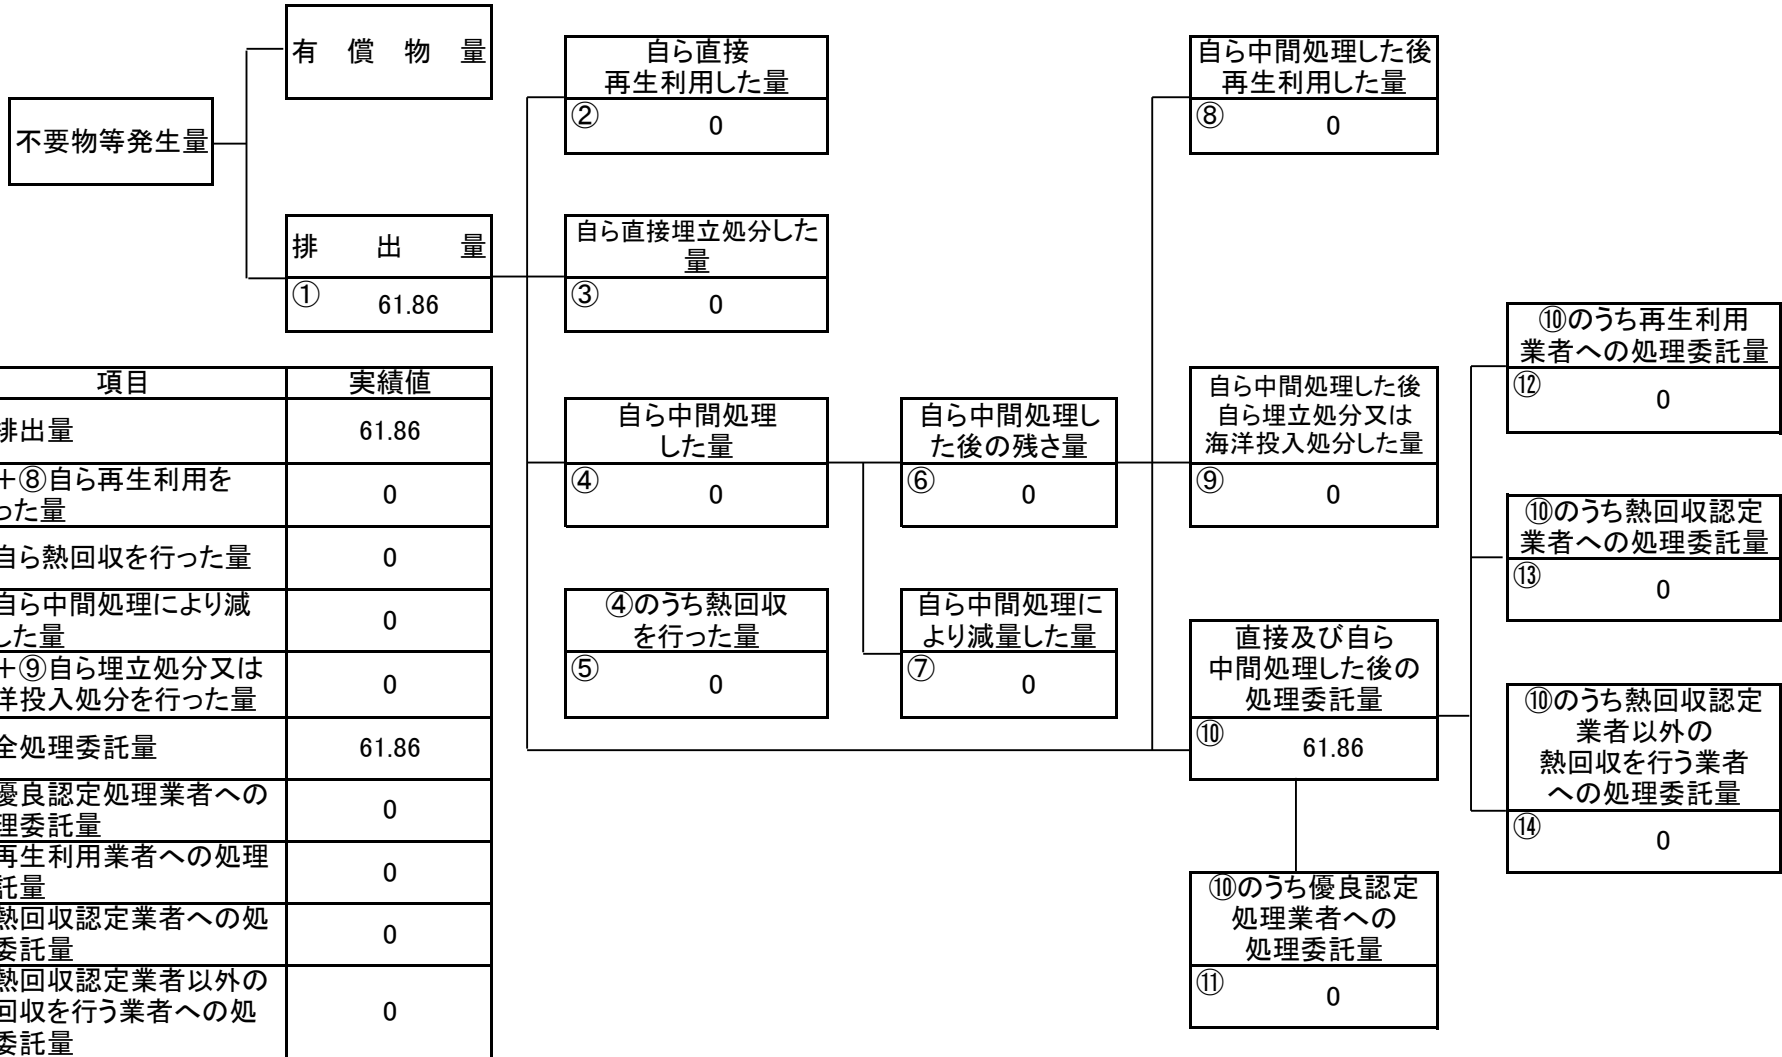 有償物量
不要物等発生量
排出量
① 61.86
自ら直接
再生利用した量
② 0
自ら直接埋立処分した
量
③ 0
自ら中間処理
した量
④ 0
④のうち熱回収
を行った量
⑤ 0
自ら中間処理し
た後の残さ量
⑥ 0
自ら中間処理に
より減量した量
⑦ 0
自ら中間処理した後
再生利用した量
⑧ 0
自ら中間処理した後
自ら埋立処分又は
海洋投入処分した量
⑨ 0
直接及び自ら
中間処理した後の
処理委託量
⑩ 61.86
⑩のうち優良認定
処理業者への
処理委託量
⑪ 0
⑩のうち再生利用
業者への処理委託量
⑫ 0
⑩のうち熱回収認定
業者への処理委託量
⑬ 0
⑩のうち熱回収認定
業者以外の
熱回収を行う業者
への処理委託量
⑭ 0
項目 実績値
排出量 61.86
+⑧自ら再生利用を
った量 0
自ら熱回収を行った量 0
自ら中間処理により減
した量 0
+⑨自ら埋立処分又は
洋投入処分を行った量 0
全処理委託量 61.86
優良認定処理業者への
理委託量 0
再生利用業者への処理
託量 0
熱回収認定業者への処
委託量 0
熱回収認定業者以外の
回収を行う業者への処
委託量 0